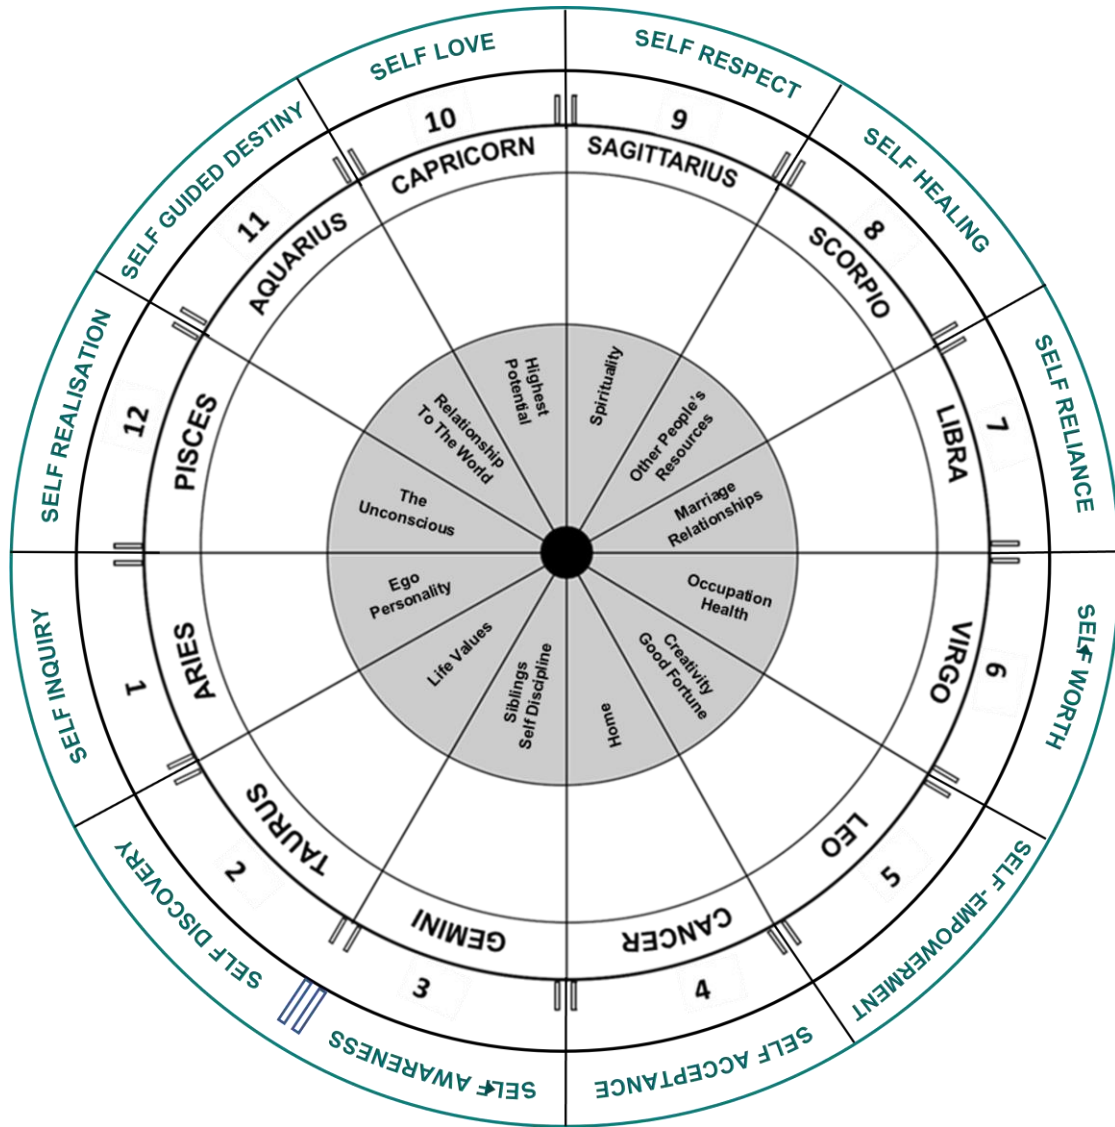 SELF INQUIRY
SELF DISCOVERY
SELF AWARENESS
SELF ACCEPTANCE
SELF-EMPOWERMENT
SELF WORTH
SELF RELIANCE
SELF HEALING
SELF RESPECT
SELF LOVE
SELF GUIDED DESTINY
SELF REALISATION
1
2
3
4
5
6
7
8
9
10
11
12
ARIES
TAURUS
GEMINI
CANCER
LEO
VIRGO
LIBRA
SCORPIO
SAGITTARIUS
CAPRICORN
AQUARIUS
PISCES
Ego
Personality
Life Values
Siblings
Self Discipline
Home
Creativity
Good Fortune
Occupation
Health
Marriage
Relationships
Other People's
Resources
Spirituality
Highest
Potential
Relationship
To The World
The
Unconscious